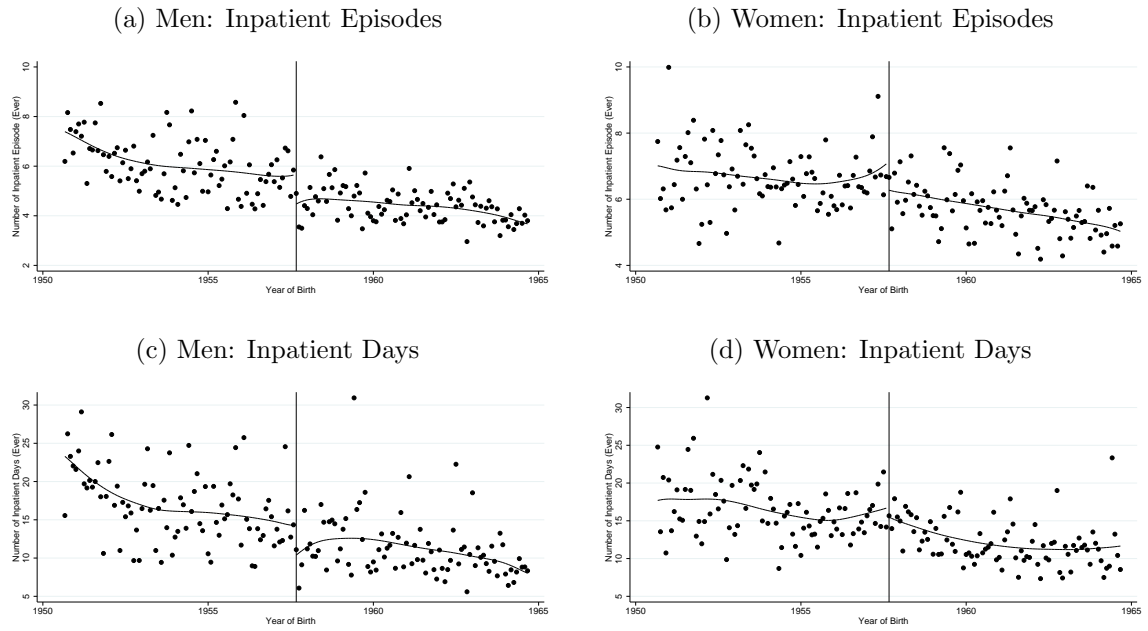 (a) Men: Inpatient Episodes
Number of Inpatient Episode (Ever)
10
8
6
4
2
1950 1955 1960 1965
Year of Birth
(b) Women: Inpatient Episodes
Number of Inpatient Episodes (Ever)
10
8
6
4
1950 1955 1960 1965
Year of Birth
(c) Men: Inpatient Days
Number of Inpatient Days (Ever)
30
25
20
15
10
5
1950 1955 1960 1965
Year of Birth
(d) Women: Inpatient Days
Number of Inpatient Days (Ever)
30
25
20
15
10
5
1950 1955 1960 1965
Year of Birth